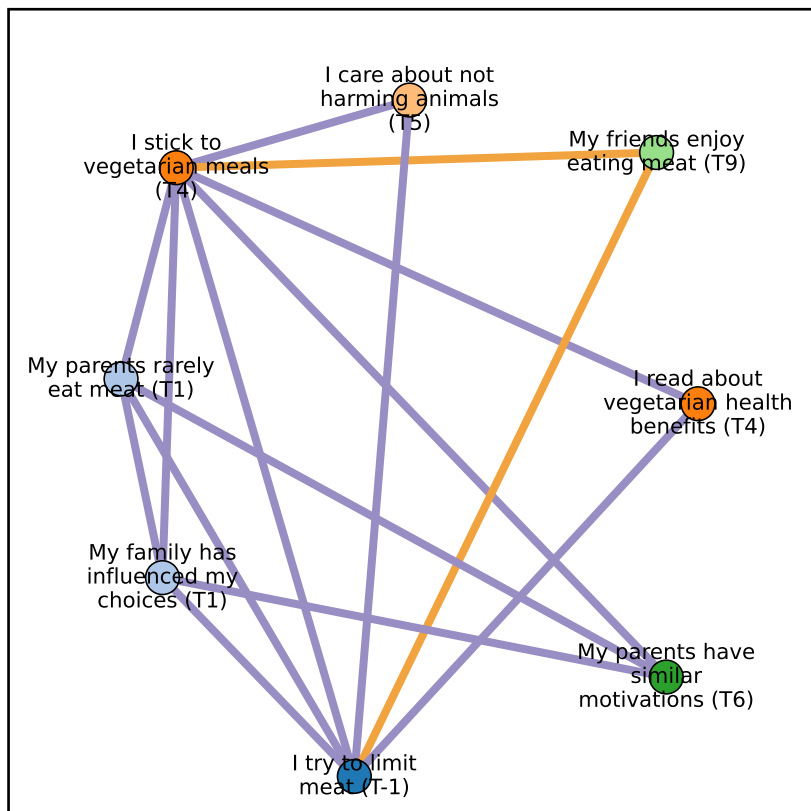 I care about not
harming animals
(T5)
My friends enjoy
eating meat (T9)
I stick to
vegetarian meals
(T4)
My parents rarely
eat meat (T1)
I read about
vegetarian health
benefits (T4)
My family has
influenced my
choices (T1)
My parents have
similar
motivations (T6)
I try to limit
meat (T-1)